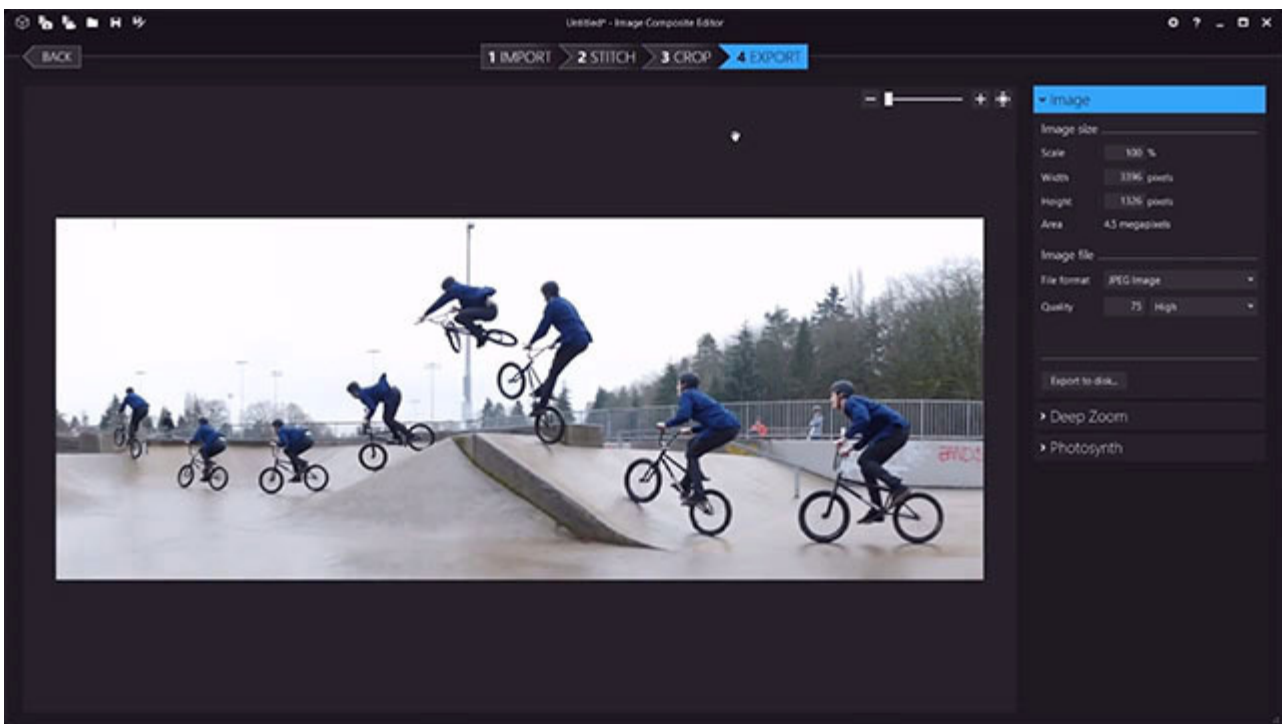 Untitled* - Image Composite Editor
?
BACK
1 IMPORT 2 STITCH 3 CROP 4 EXPORT
Image
Image size
Scale 100 %
Width 3396 pixels
Height 1326 pixels
Area 4.5 megapixels
Image file
File format JPEG Image
Quality 75 High
Export to disk...
Deep Zoom
Photosynth